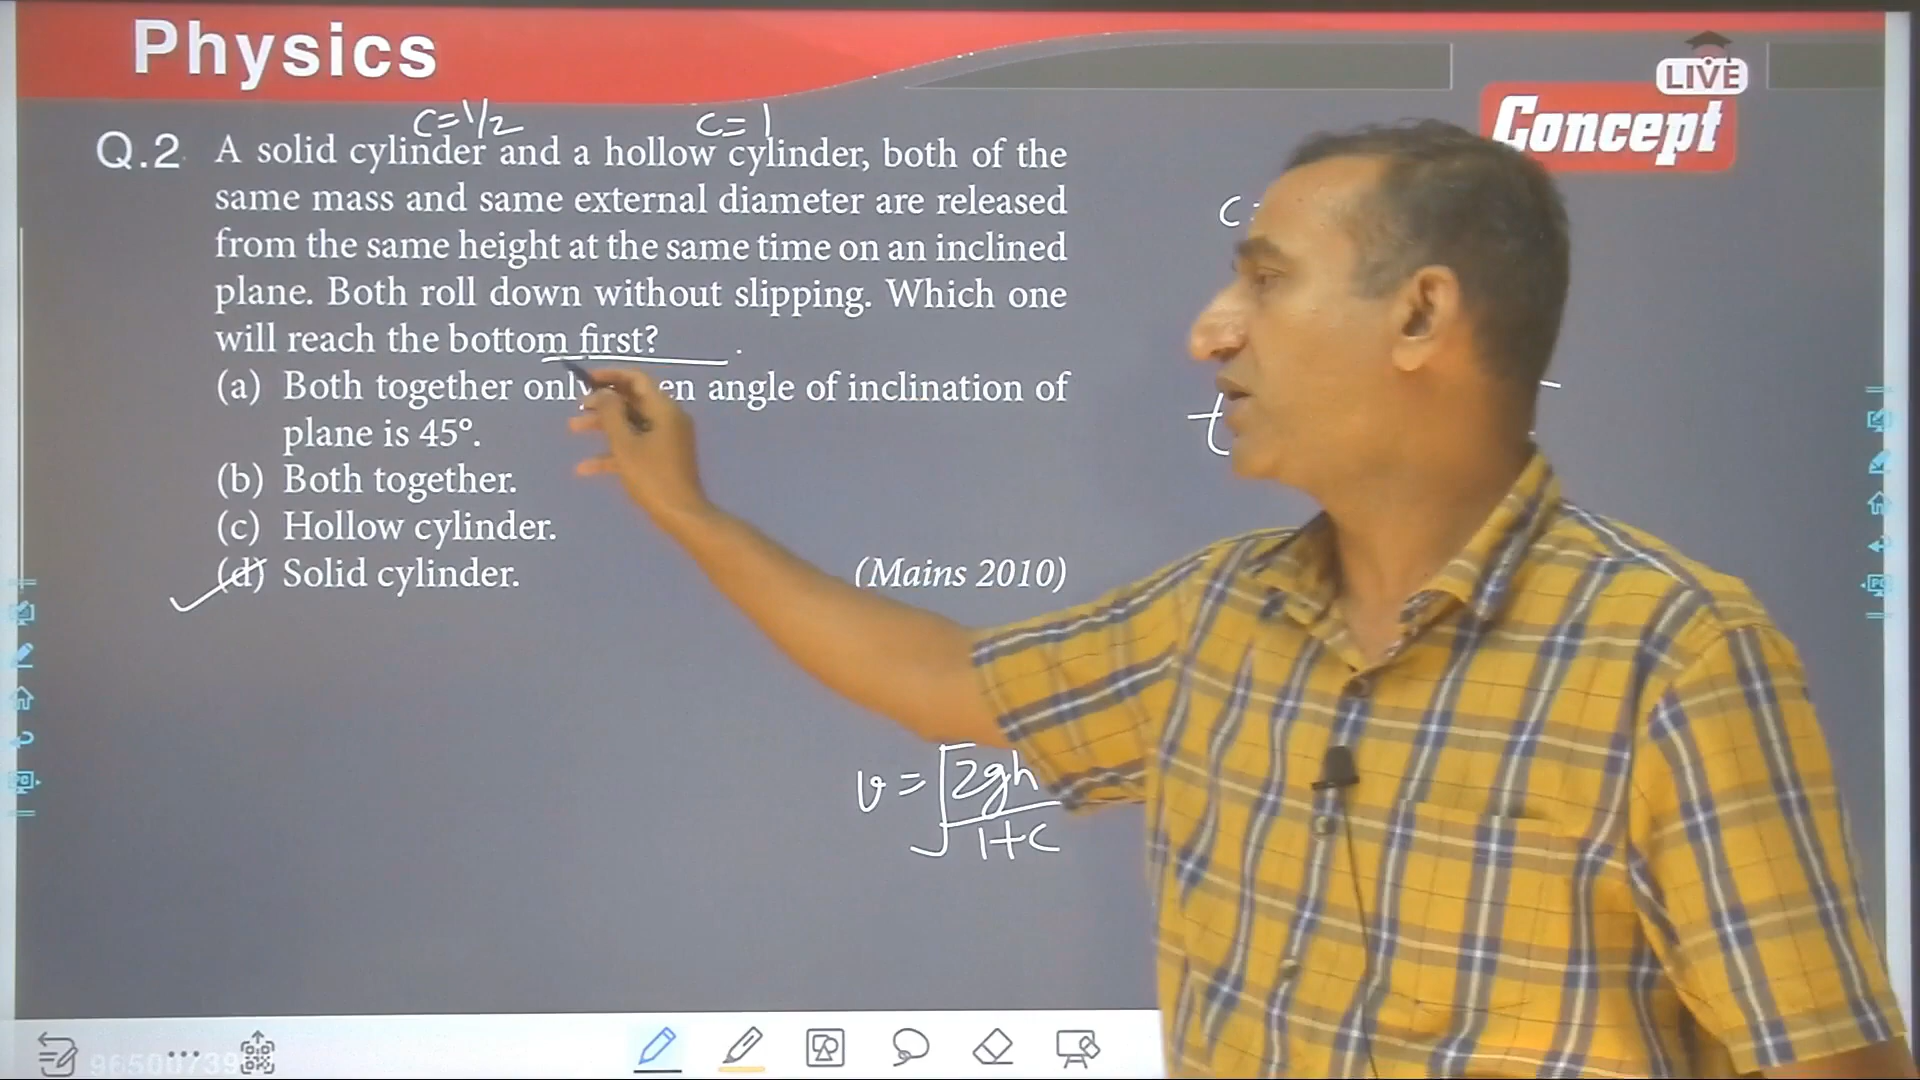 Physics
LIVE
Concept
C=1/2
C=1
Q.2 A solid cylinder and a hollow cylinder, both of the
same mass and same external diameter are released
from the same height at the same time on an inclined
plane. Both roll down without slipping. Which one
will reach the bottom first?
(a) Both together only en angle of inclination of
plane is 45°.
(b) Both together.
(c) Hollow cylinder.
(d) Solid cylinder. (Mains 2010)
C
t
v = √2gh
1+C